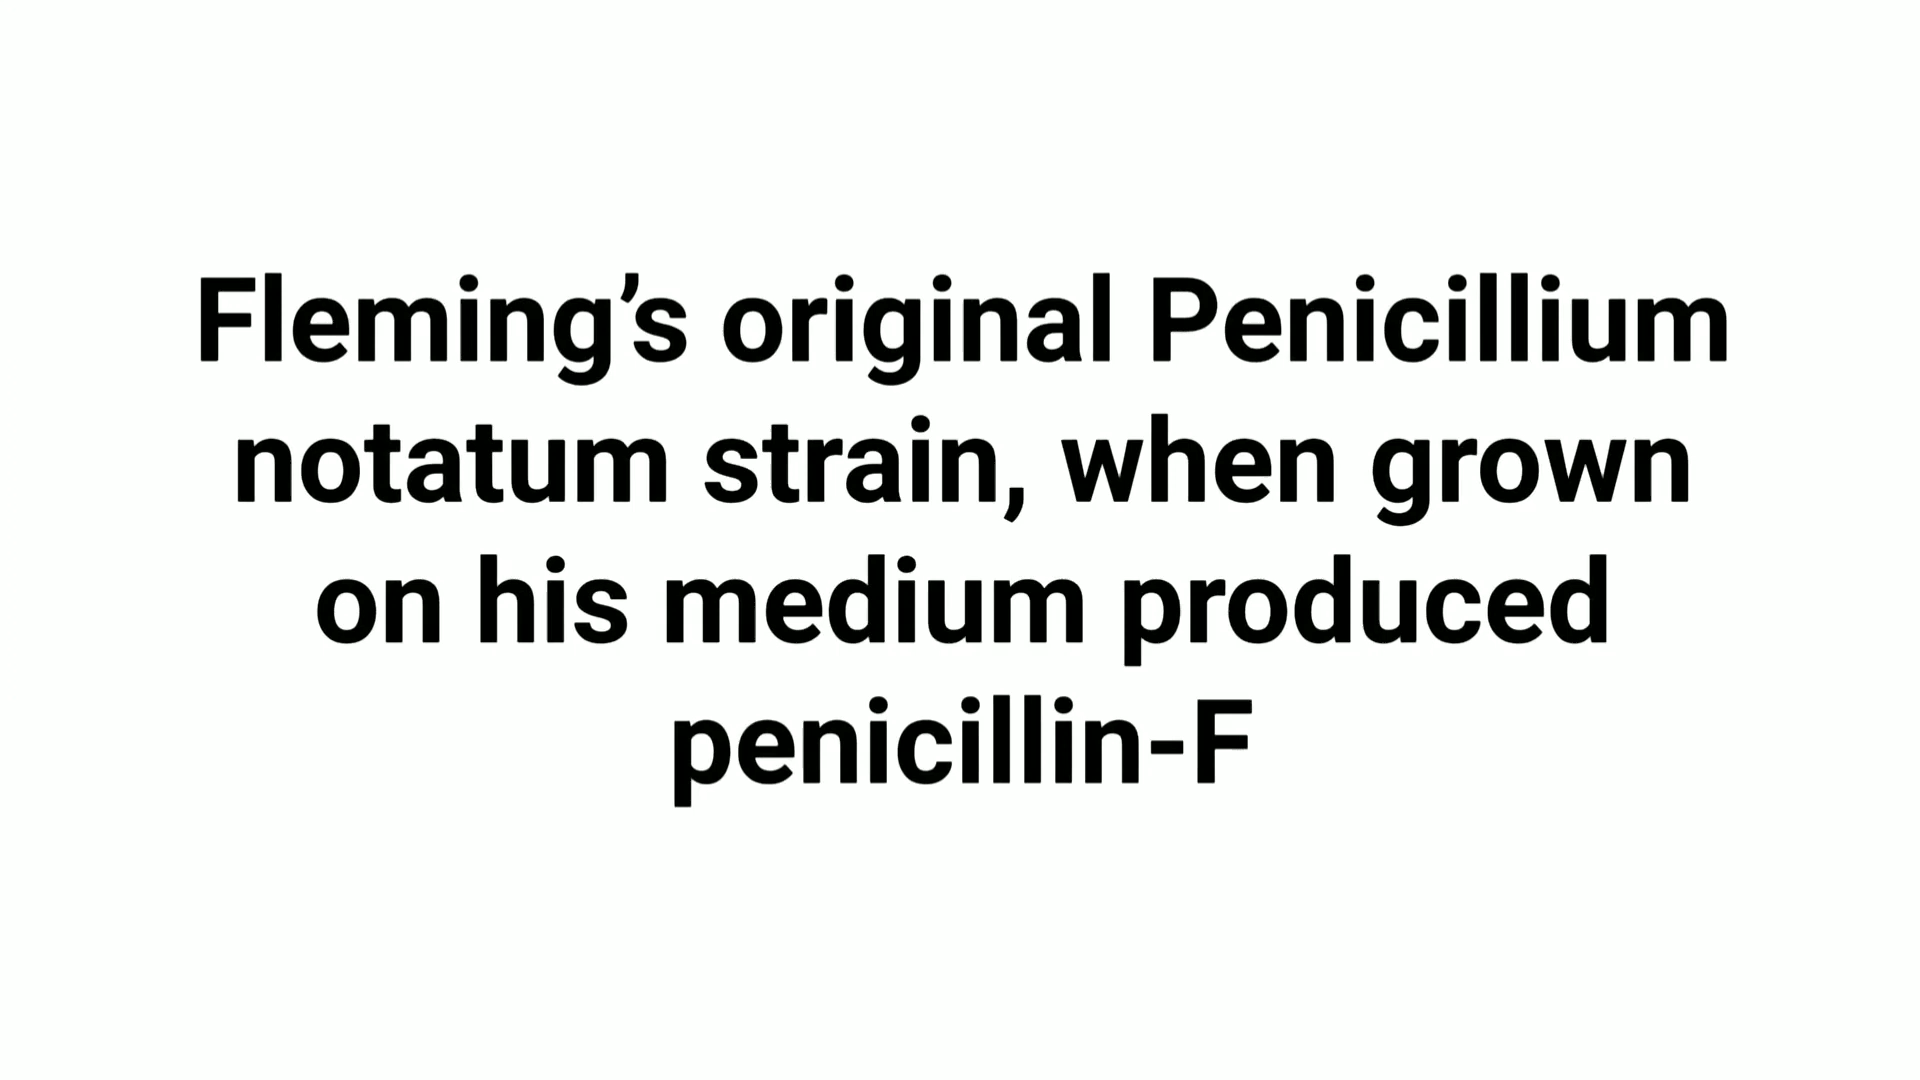 Fleming’s original Penicillium
notatum strain, when grown
on his medium produced
penicillin-F